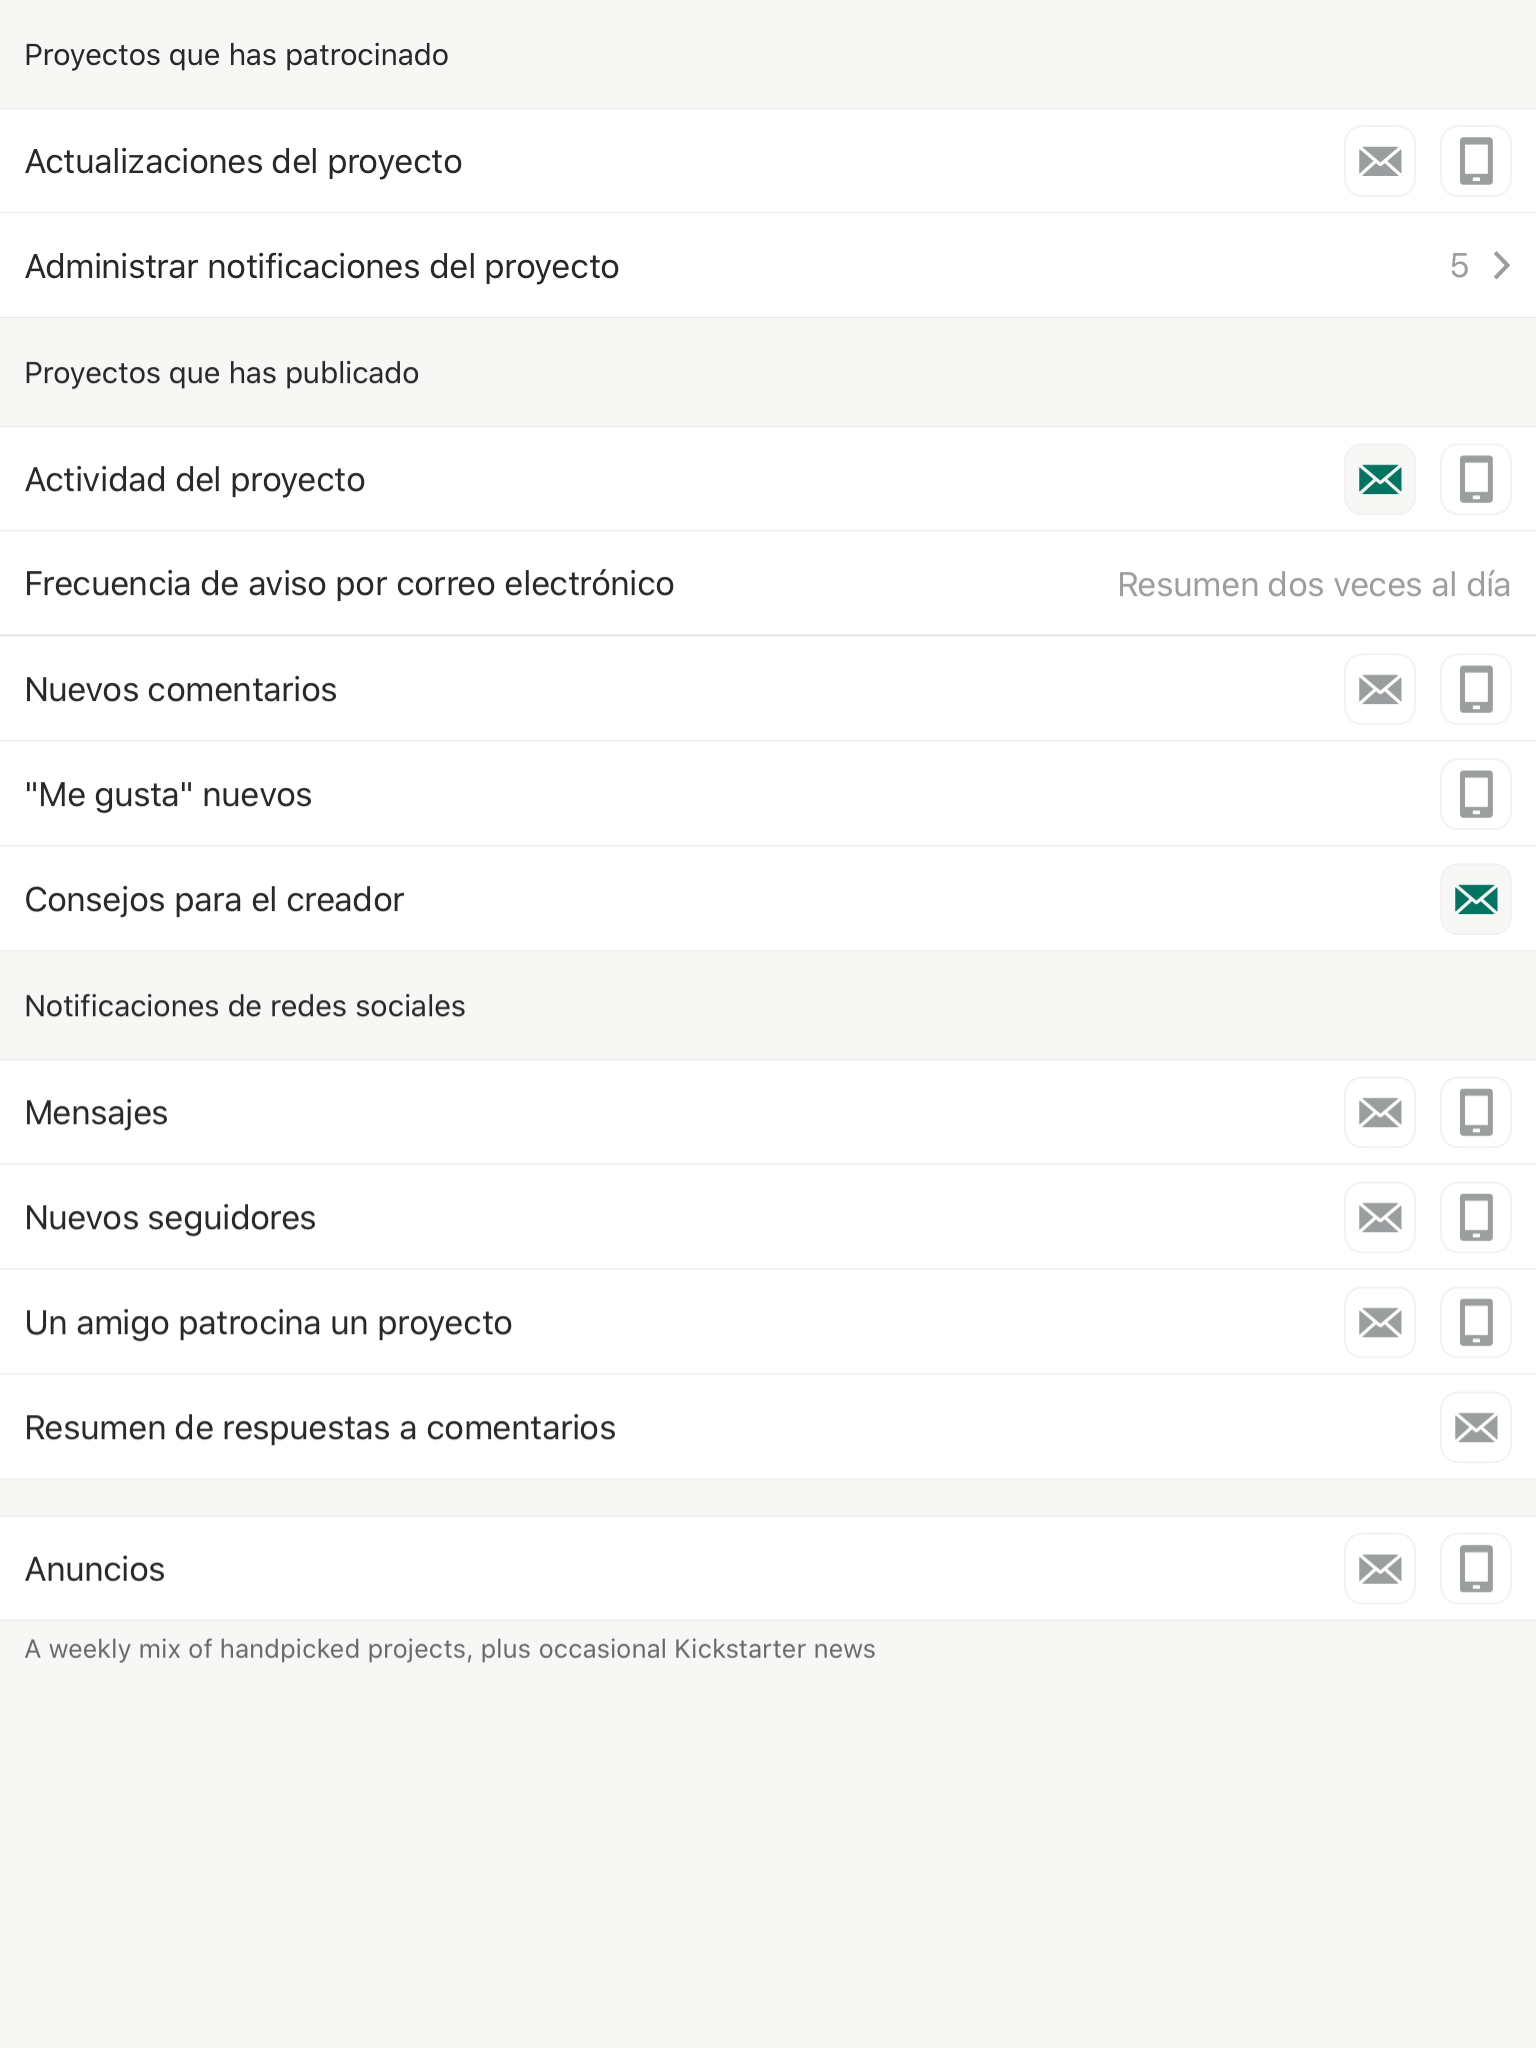 Proyectos que has patrocinado
Actualizaciones del proyecto
Administrar notificaciones del proyecto 5
Proyectos que has publicado
Actividad del proyecto
Frecuencia de aviso por correo electrónico Resumen dos veces al día
Nuevos comentarios
"Me gusta" nuevos
Consejos para el creador
Notificaciones de redes sociales
Mensajes
Nuevos seguidores
Un amigo patrocina un proyecto
Resumen de respuestas a comentarios
Anuncios
A weekly mix of handpicked projects, plus occasional Kickstarter news